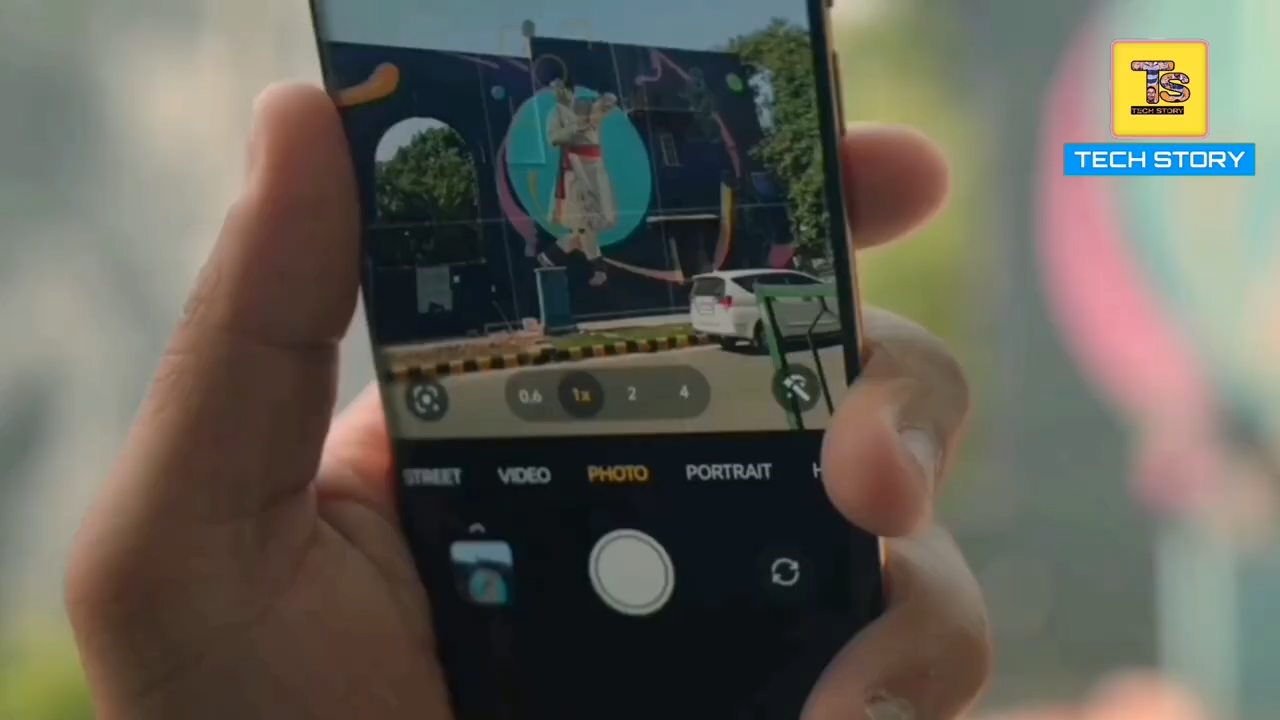 TS
TECH STORY
TECH STORY
0.6 1x 2 4
STREET VIDEO PHOTO PORTRAIT H